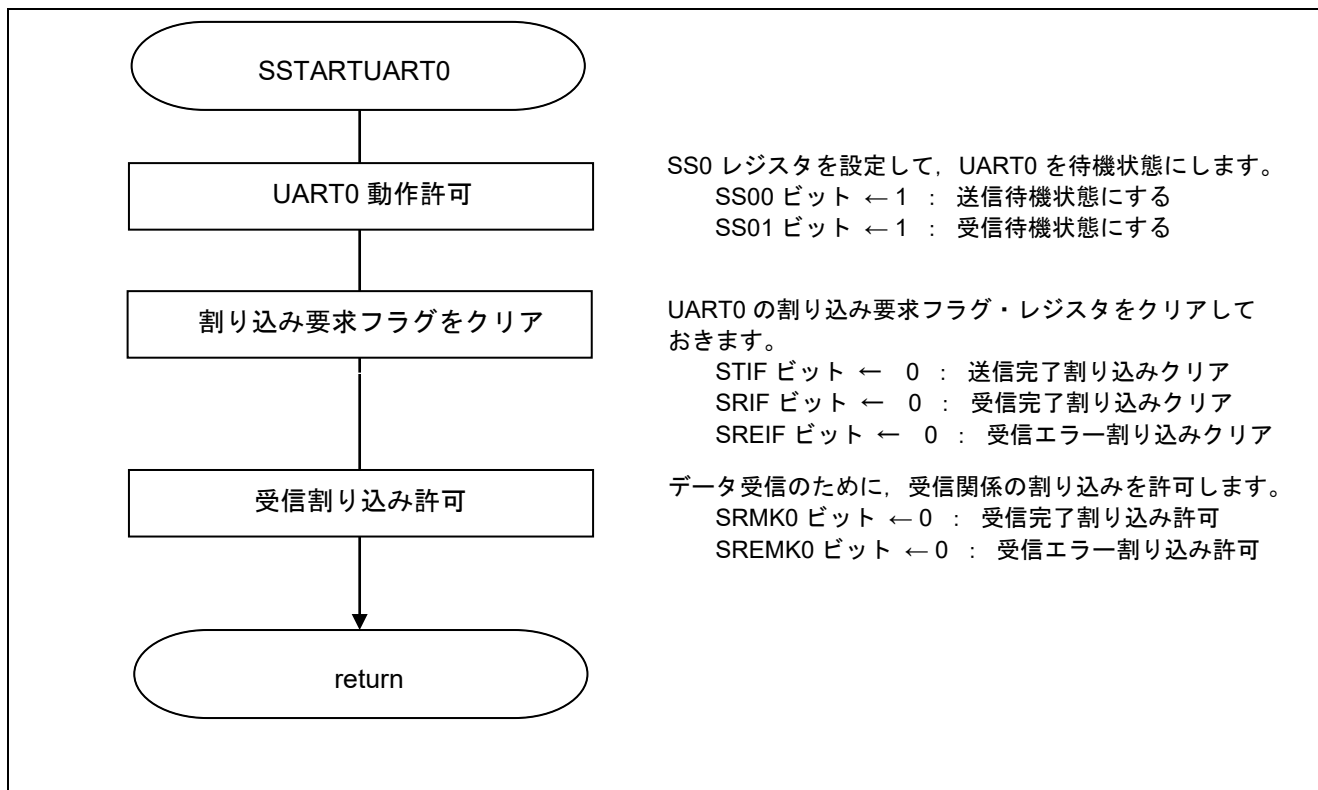 SSTARTUART0
UART0 動作許可
SS0 レジスタを設定して，UART0 を待機状態にします。
SS00 ビット ← 1 ： 送信待機状態にする
SS01 ビット ← 1 ： 受信待機状態にする
割り込み要求フラグをクリア
UART0 の割り込み要求フラグ・レジスタをクリアして
おきます。
STIF ビット ← 0 ： 送信完了割り込みクリア
SRIF ビット ← 0 ： 受信完了割り込みクリア
SREIF ビット ← 0 ： 受信エラー割り込みクリア
受信割り込み許可
データ受信のために，受信関係の割り込みを許可します。
SRMK0 ビット ← 0 ： 受信完了割り込み許可
SREMK0 ビット ← 0 ： 受信エラー割り込み許可
return